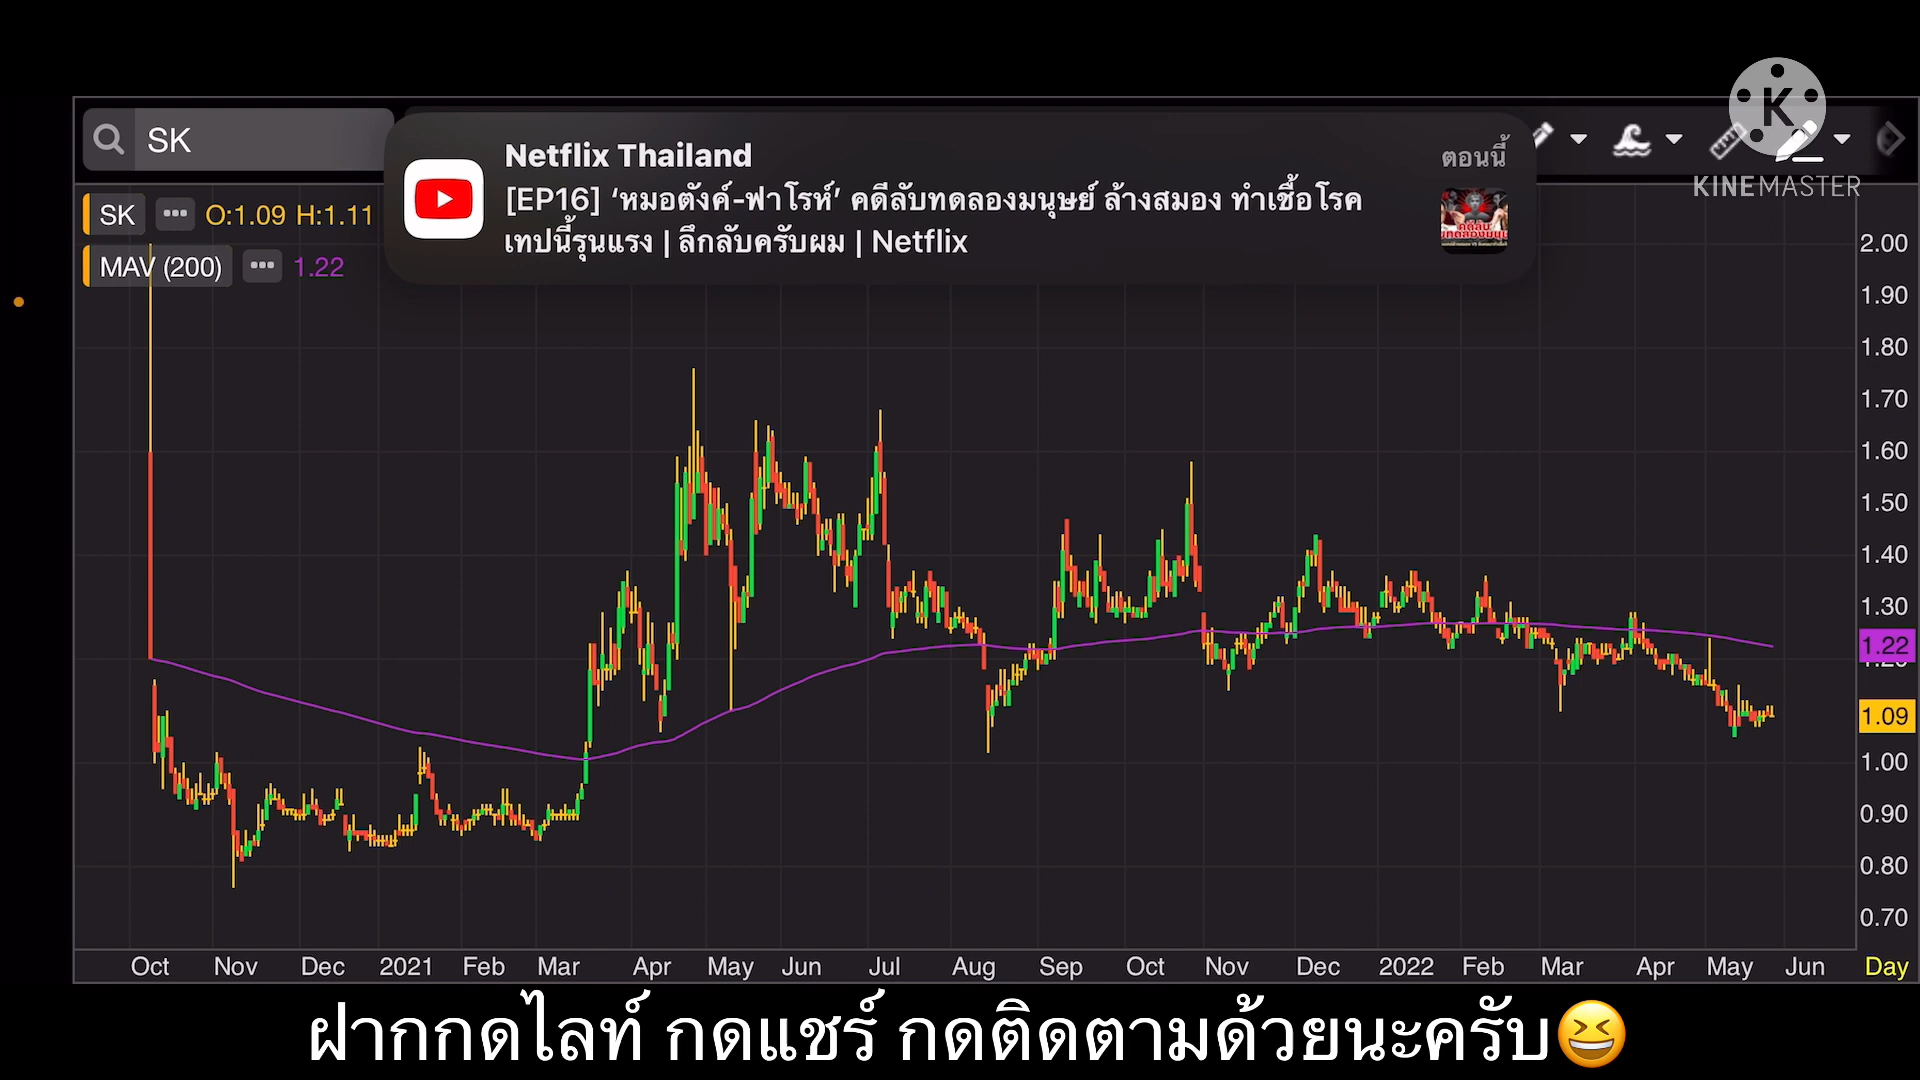 SK
Netflix Thailand
ตอนนี้
[EP16] ‘หมอตังค์-ฟาโรห์’ คดีลับทดลองมนุษย์ ล้างสมอง ทำเชื้อโรค
เทปนี้รุนแรง | ลึกลับครับผม | Netflix
K
KINEMASTER
SK ••• O:1.09 H:1.11
MAV (200) ••• 1.22
2.00
1.90
1.80
1.70
1.60
1.50
1.40
1.30
1.22
1.20
1.09
1.00
0.90
0.80
0.70
Oct Nov Dec 2021 Feb Mar Apr May Jun Jul Aug Sep Oct Nov Dec 2022 Feb Mar Apr May Jun Day
ฝากกดไลท์ กดแชร์ กดติดตามด้วยนะครับ😆